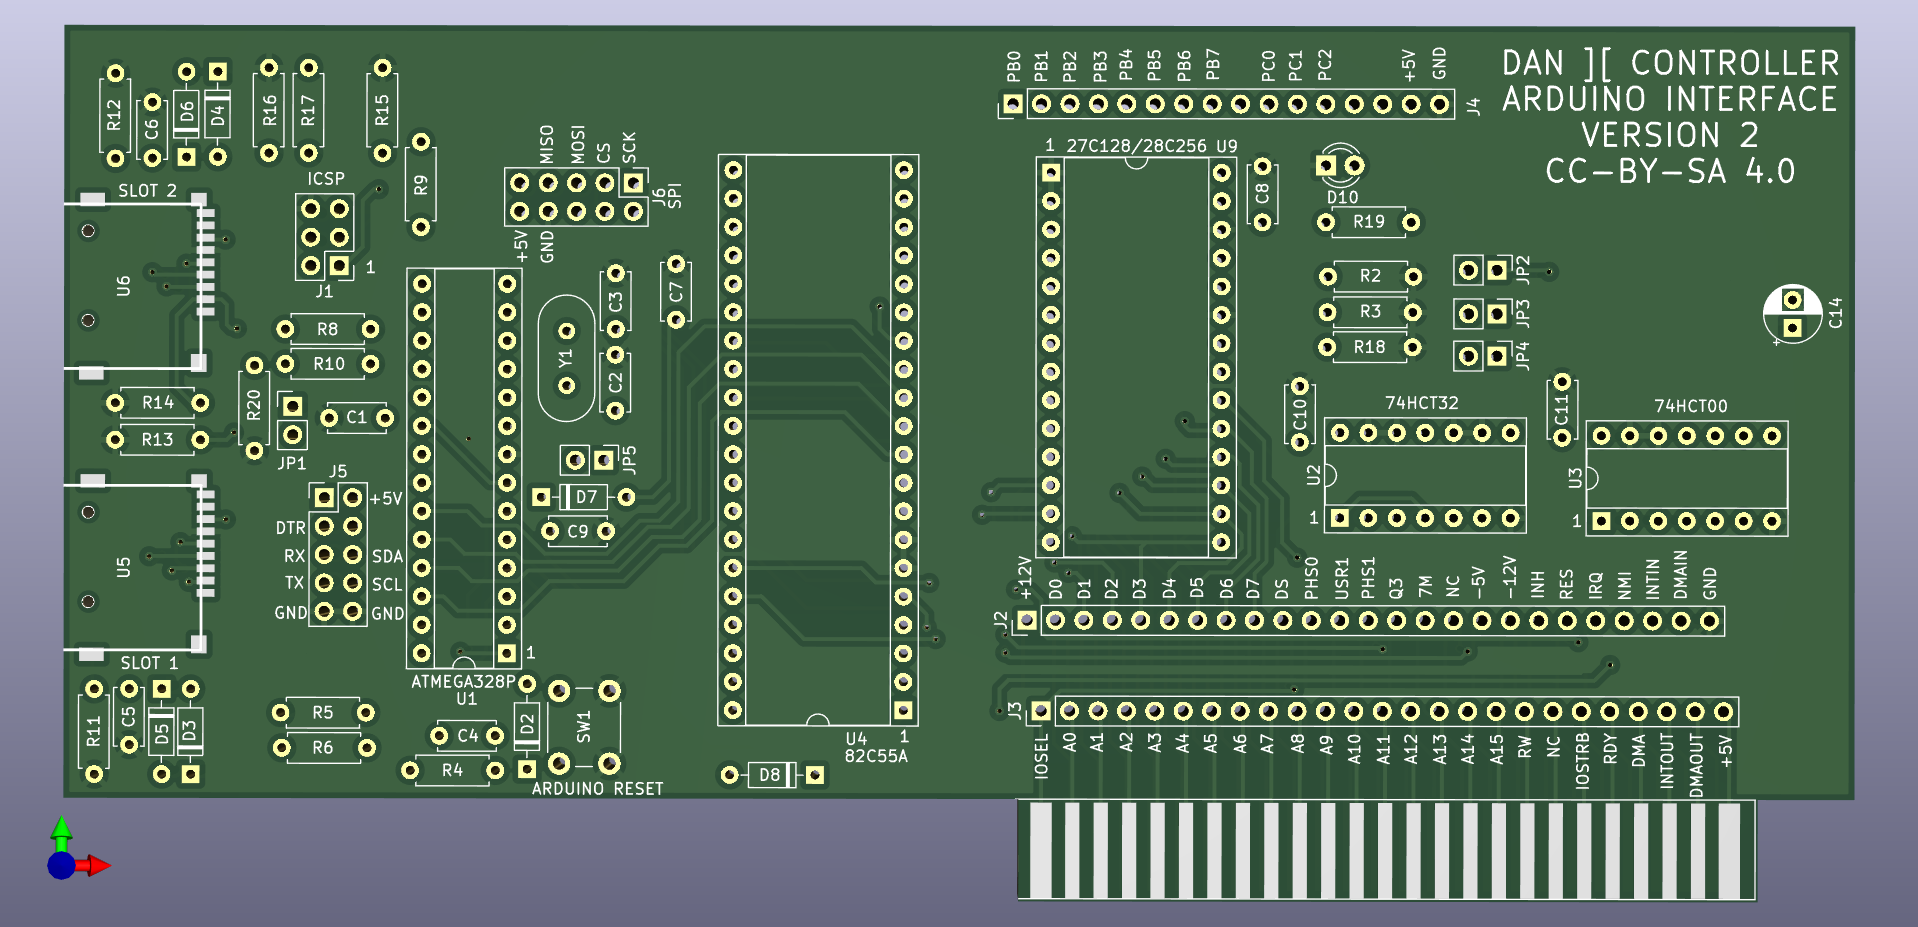 DAN ][ CONTROLLER
ARDUINO INTERFACE
VERSION 2
CC-BY-SA 4.0
PB0 PB1 PB2 PB3 PB4 PB5 PB6 PB7 PC0 PC1 PC2 +5V GND
J4
R12
C6
D6
D4
R16
R17
R15
R9
SLOT 2
ICSP
1
J1
U6
MISO MOSI CS SCK
J6
SPI
+5V GND
1 27C128/28C256 U9
C8
D10
R19
R2
R3
R18
JP2
JP3
JP4
C14
+
C7
C3
Y1
C2
R8
R10
R20
R14
R13
C1
JP1
JP5
D7
C9
C10
74HCT32
U2
1
C11
74HCT00
U3
1
J5
+5V
DTR
RX SDA
TX SCL
GND GND
U5
SLOT 1
1
ATMEGA328P
U1
+12V D0 D1 D2 D3 D4 D5 D6 D7 DS PHS0 USR1 PHS1 Q3 7M NC -5V -12V INH RES IRQ NMI INTIN DMAIN GND
J2
R11
C5
D5
D3
R5
R6
C4
R4
D2
SW1
ARDUINO RESET
D8
1
U4
82C55A
J3
IOSEL A0 A1 A2 A3 A4 A5 A6 A7 A8 A9 A10 A11 A12 A13 A14 A15 RW NC IOSTRB RDY DMA INTOUT DMAOUT +5V